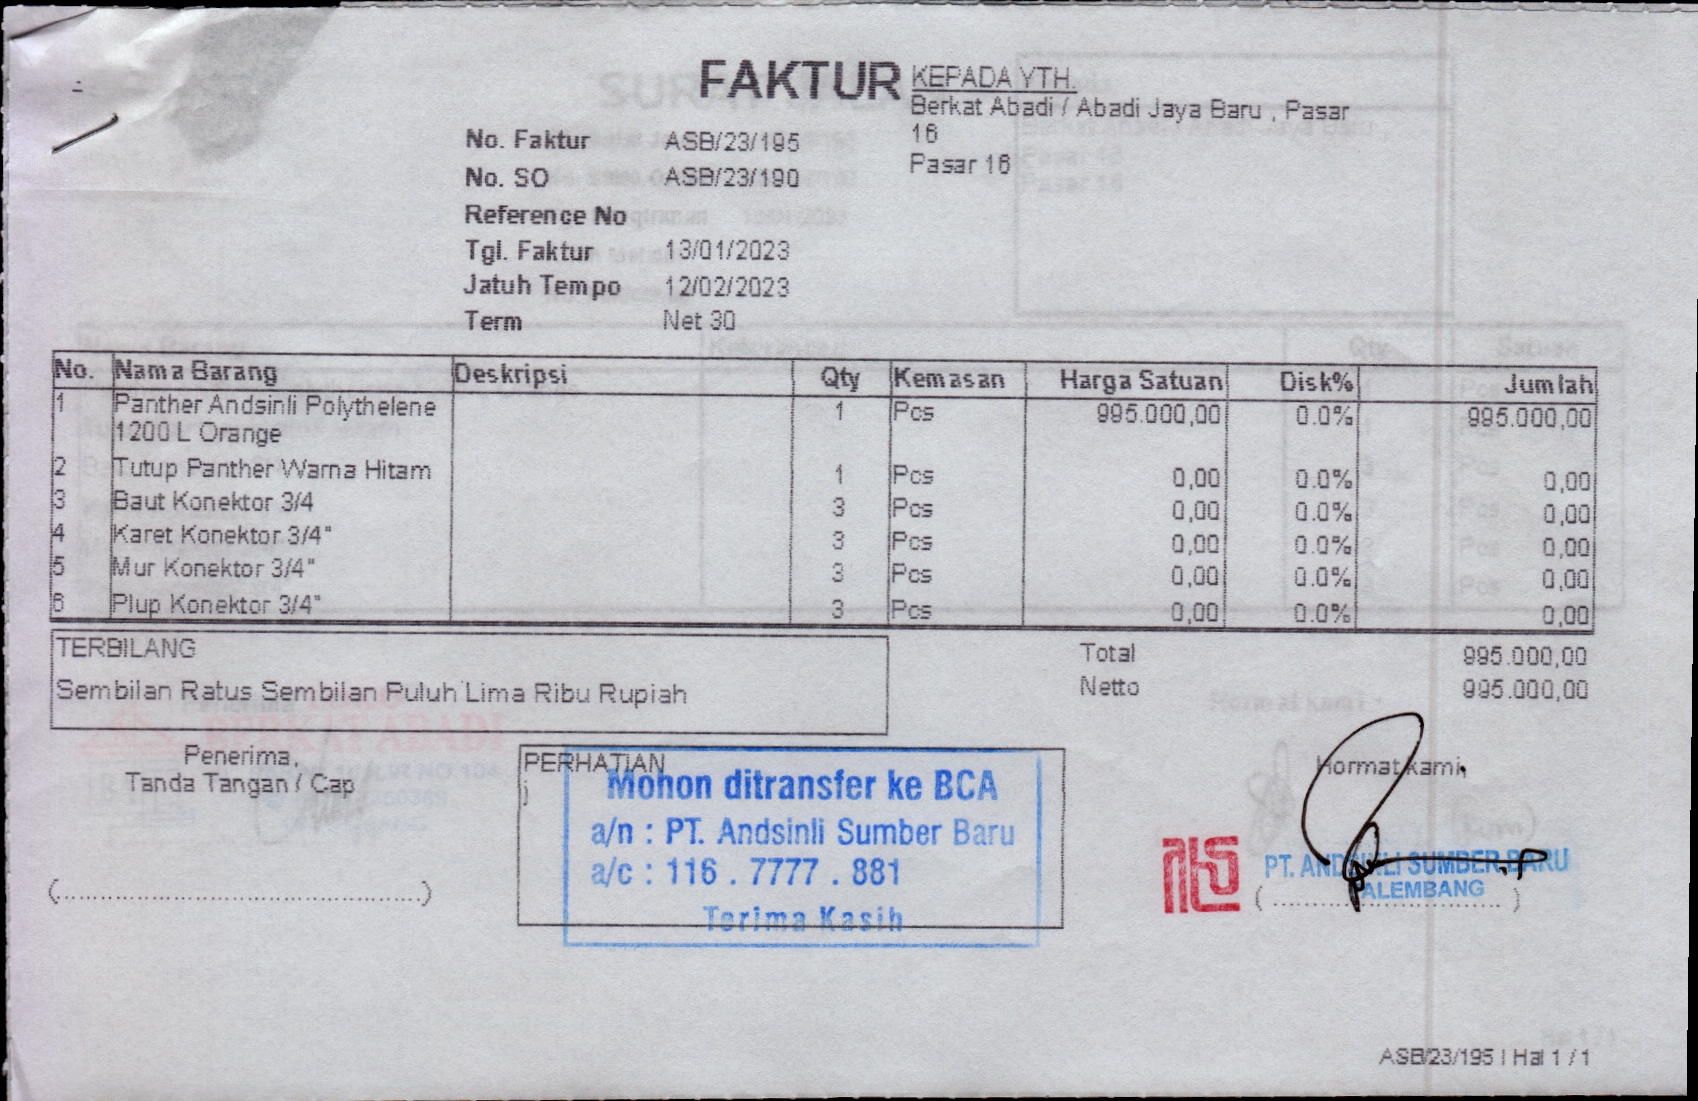 FAKTUR
KEPADA YTH.
Berkat Abadi / Abadi Jaya Baru , Pasar
16
Pasar 16
No. Faktur ASB/23/195
No. SO ASB/23/190
Reference No
Tgl. Faktur 13/01/2023
Jatuh Tempo 12/02/2023
Term Net 30
No. Nama Barang Deskripsi Qty Kemasan Harga Satuan Disk% Jumlah
1 Panther Andsinli Polythelene 1 Pcs 995.000,00 0.0% 995.000,00
1200 L Orange
2 Tutup Panther Warna Hitam 1 Pcs 0,00 0.0% 0,00
3 Baut Konektor 3/4 3 Pcs 0,00 0.0% 0,00
4 Karet Konektor 3/4" 3 Pcs 0,00 0.0% 0,00
5 Mur Konektor 3/4" 3 Pcs 0,00 0.0% 0,00
6 Plup Konektor 3/4" 3 Pcs 0,00 0.0% 0,00
TERBILANG
Sembilan Ratus Sembilan Puluh Lima Ribu Rupiah
Total 995.000,00
Netto 995.000,00
Penerima,
Tanda Tangan / Cap
(..................................................)
PERHATIAN
j
Mohon ditransfer ke BCA
a/n : PT. Andsinli Sumber Baru
a/c : 116 . 7777 . 881
Terima Kasih
Hormat kami,
PT. ANDSINLI SUMBER BARU
PALEMBANG
(................................)
ASB/23/195 | Hal 1 / 1